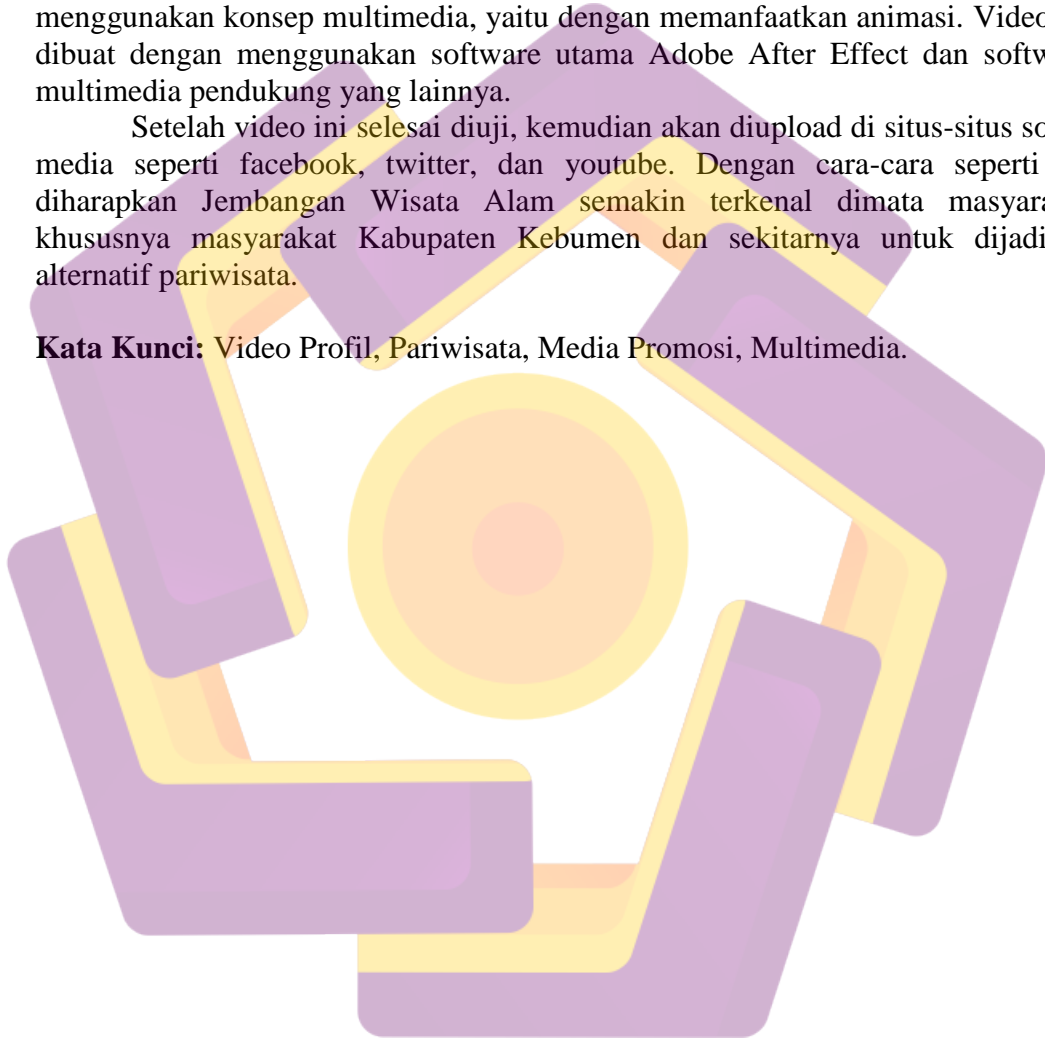 menggunakan konsep multimedia, yaitu dengan memanfaatkan animasi. Video
dibuat dengan menggunakan software utama Adobe After Effect dan softw
multimedia pendukung yang lainnya.
Setelah video ini selesai diuji, kemudian akan diupload di situs-situs so
media seperti facebook, twitter, dan youtube. Dengan cara-cara seperti
diharapkan Jembangan Wisata Alam semakin terkenal dimata masyara
khususnya masyarakat Kabupaten Kebumen dan sekitarnya untuk dijadi
alternatif pariwisata.
Kata Kunci: Video Profil, Pariwisata, Media Promosi, Multimedia.